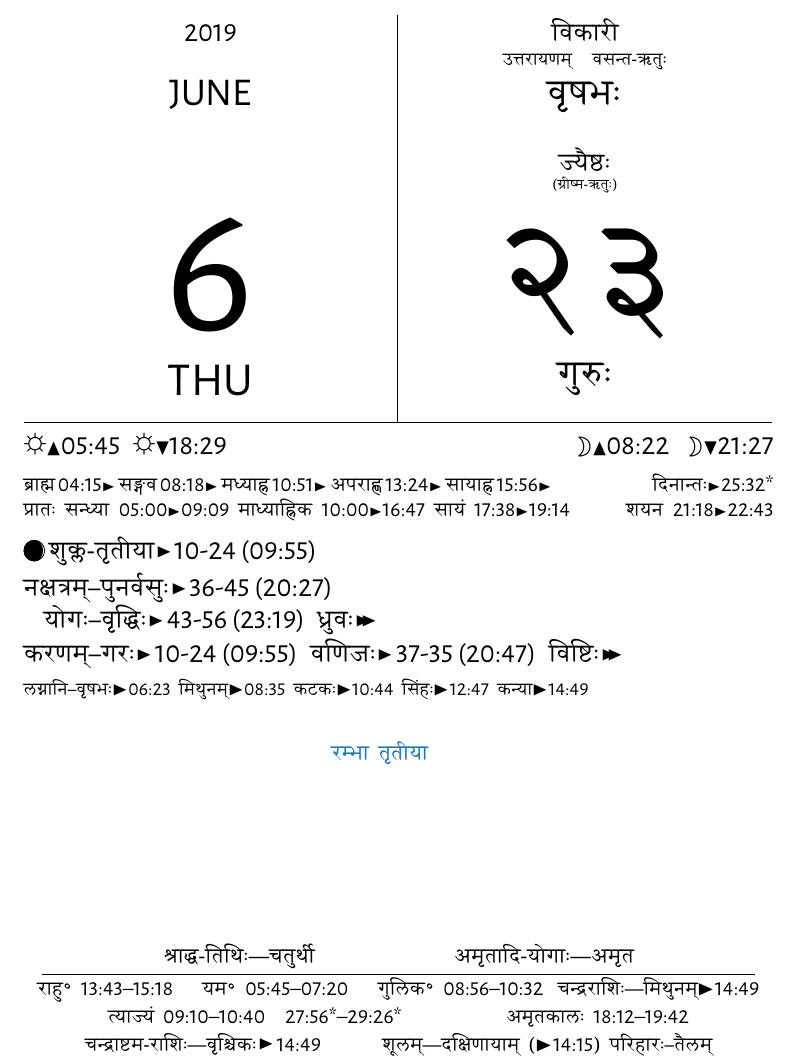 2019
JUNE
6
THU
विकारी
उत्तरायणम् वसन्त-ऋतुः
वृषभः
ज्यैष्ठः
(ग्रीष्म-ऋतुः)
२३
गुरुः
☼▲05:45 ☼▼18:29 ☽▲08:22 ☽▼21:27
ब्राह्म04:15► सङ्गव08:18► मध्याह्न10:51► अपराह्ण13:24► सायाह्न15:56► दिनान्तः►25:32*
प्रातः सन्ध्या 05:00►09:09 माध्याह्निक 10:00►16:47 सायं 17:38►19:14 शयन 21:18►22:43
शुक्ल-तृतीया►10-24 (09:55)
नक्षत्रम्–पुनर्वसुः►36-45 (20:27)
योगः–वृद्धिः►43-56 (23:19) ध्रुवः►►
करणम्–गरः►10-24 (09:55) वणिजः►37-35 (20:47) विष्टिः►►
लग्नानि–वृषभः►06:23 मिथुनम्►08:35 कटकः►10:44 सिंहः►12:47 कन्या►14:49
रम्भा तृतीया
श्राद्ध-तिथिः—चतुर्थी अमृतादि-योगाः—अमृत
राहु॰ 13:43–15:18 यम॰ 05:45–07:20 गुलिक॰ 08:56–10:32 चन्द्रराशिः—मिथुनम्►14:49
त्याज्यं 09:10–10:40 27:56*–29:26* अमृतकालः 18:12–19:42
चन्द्राष्टम-राशिः—वृश्चिकः►14:49 शूलम्—दक्षिणायाम् (►14:15) परिहारः–तैलम्